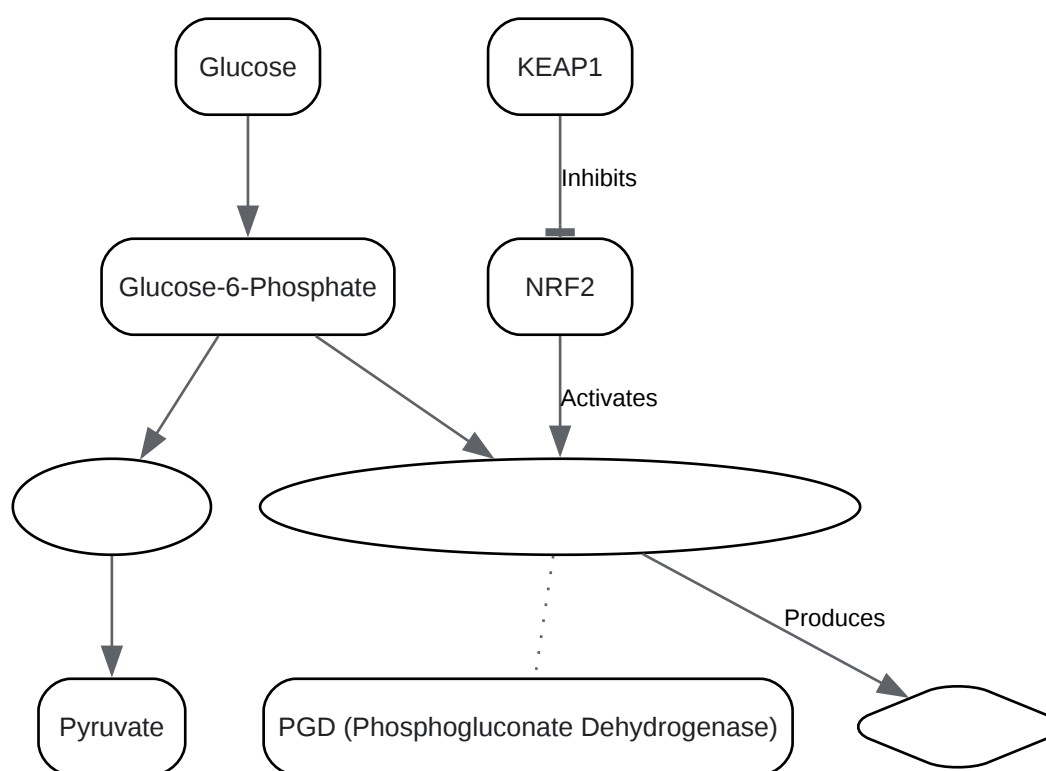 Glucose
KEAP1
Inhibits
Glucose-6-Phosphate
NRF2
Activates
Produces
Pyruvate
PGD (Phosphogluconate Dehydrogenase)